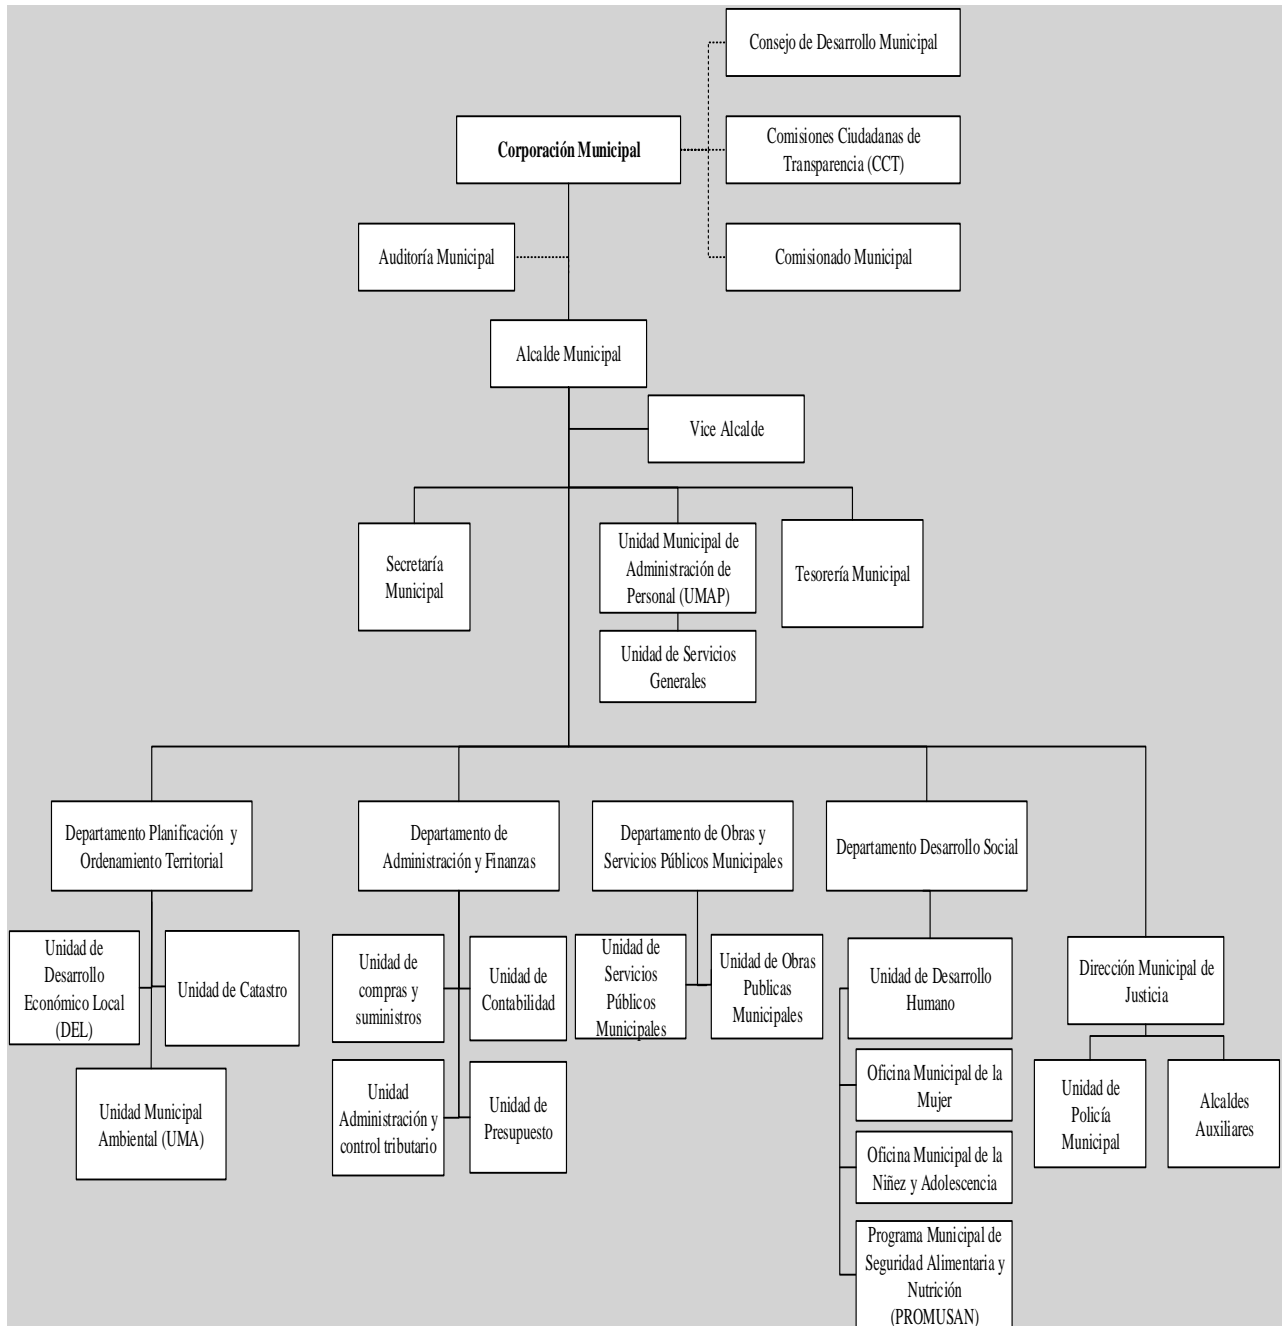 Consejo de Desarrollo Municipal
Corporación Municipal
Comisiones Ciudadanas de
Transparencia (CCT)
Auditoría Municipal
Comisionado Municipal
Alcalde Municipal
Vice Alcalde
Secretaría
Municipal
Unidad Municipal de
Administración de
Personal (UMAP)
Tesorería Municipal
Unidad de Servicios
Generales
Departamento Planificación y
Ordenamiento Territorial
Departamento de
Administración y Finanzas
Departamento de Obras y
Servicios Públicos Municipales
Departamento Desarrollo Social
Unidad de
Desarrollo
Económico Local
(DEL)
Unidad de Catastro
Unidad de
compras y
suministros
Unidad de
Contabilidad
Unidad de
Servicios
Públicos
Municipales
Unidad de Obras
Publicas
Municipales
Unidad de Desarrollo
Humano
Dirección Municipal de
Justicia
Unidad Municipal
Ambiental (UMA)
Unidad
Administración y
control tributario
Unidad de
Presupuesto
Oficina Municipal de la
Mujer
Unidad de
Policía
Municipal
Alcaldes
Auxiliares
Oficina Municipal de la
Niñez y Adolescencia
Programa Municipal de
Seguridad Alimentaria y
Nutrición
(PROMUSAN)